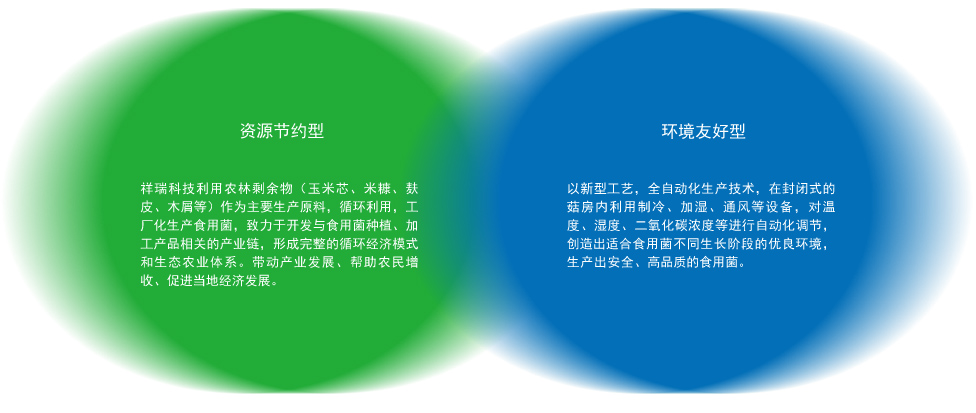 资源节约型
祥瑞科技利用农林剩余物（玉米芯、米糠、麸
皮、木屑等）作为主要生产原料，循环利用，工
厂化生产食用菌，致力于开发与食用菌种植、加
工产品相关的产业链，形成完整的循环经济模式
和生态农业体系。带动产业发展、帮助农民增
收、促进当地经济发展。
环境友好型
以新型工艺，全自动化生产技术，在封闭式的
菇房内利用制冷、加湿、通风等设备，对温
度、湿度、二氧化碳浓度等进行自动化调节，
创造出适合食用菌不同生长阶段的优良环境，
生产出安全、高品质的食用菌。